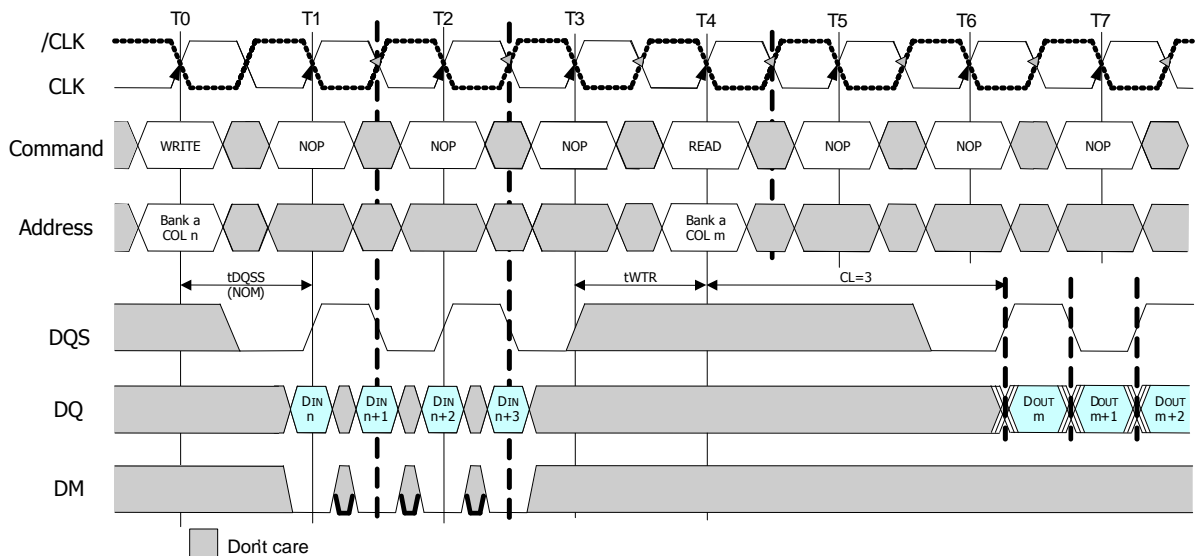 T0 T1 T2 T3 T4 T5 T6 T7
/CLK
CLK
Command WRITE NOP NOP NOP READ NOP NOP NOP
Address Bank a COL n Bank a COL m
tDQSS (NOM) tWTR CL=3
DQS
DQ DIN n DIN n+1 DIN n+2 DIN n+3 DOUT m DOUT m+1 DOUT m+2
DM
Don't care